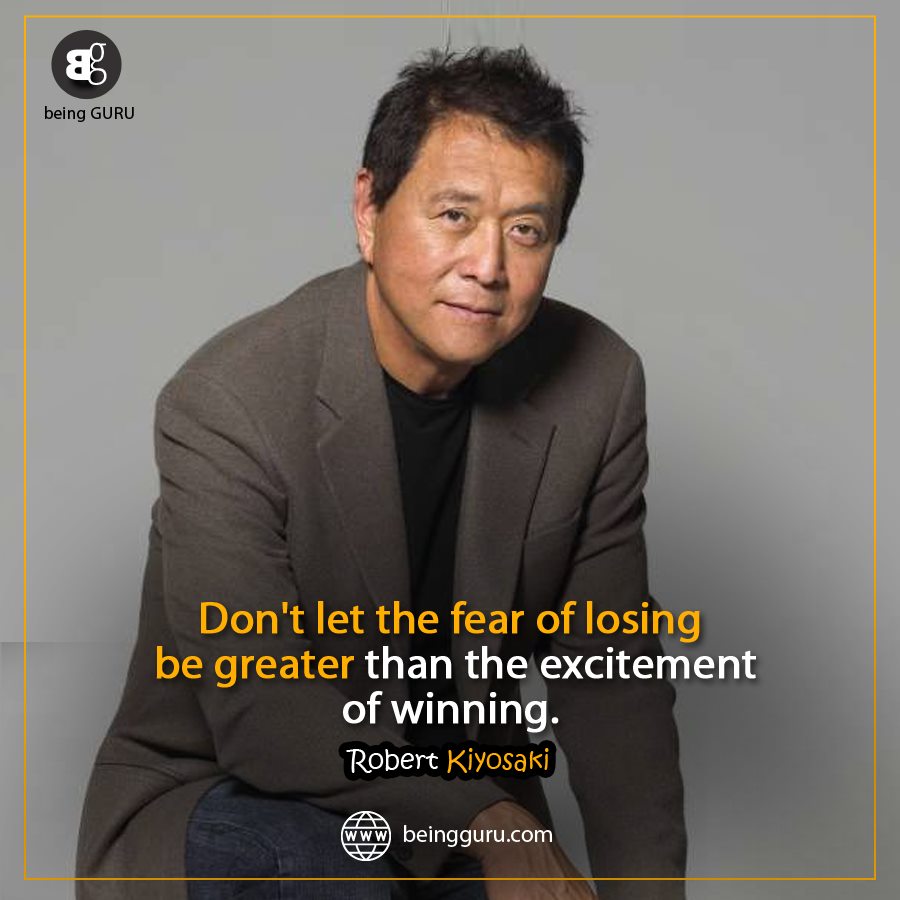 Bg
being GURU
Don't let the fear of losing
be greater than the excitement
of winning.
Robert Kiyosaki
www beingguru.com